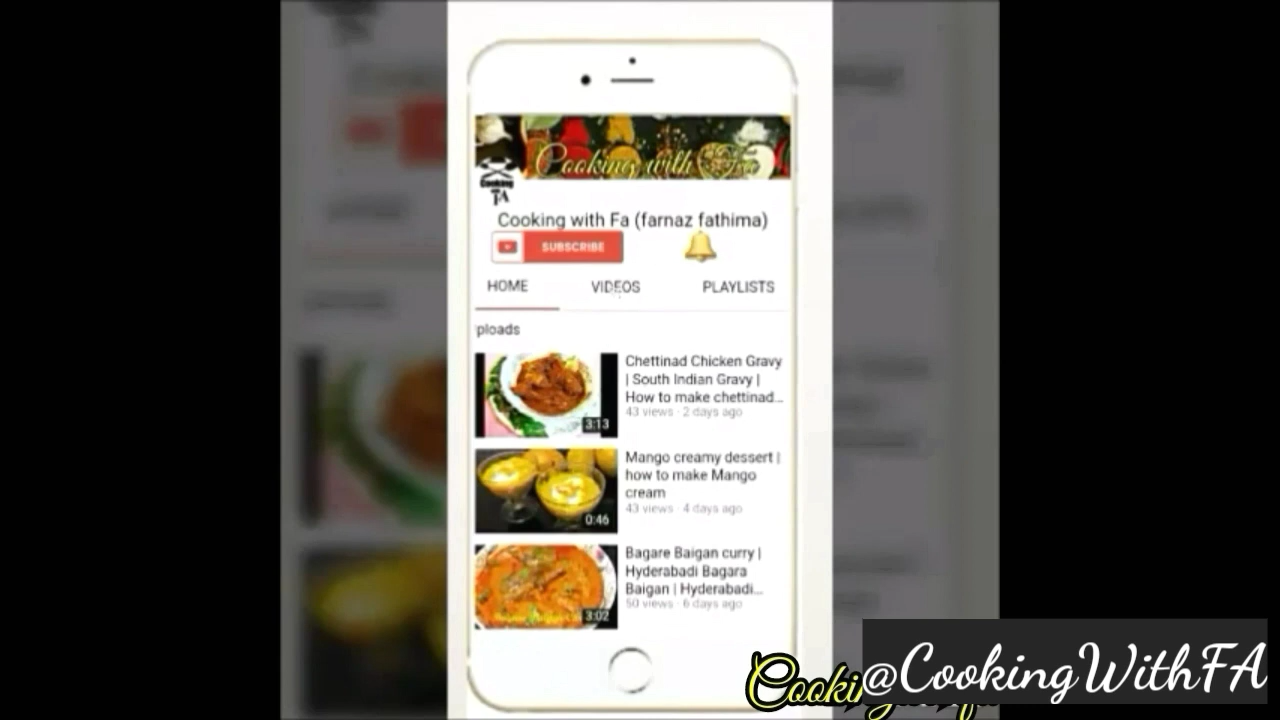 Cooking with Fa
Cooking
FA
Cooking with Fa (farnaz fathima)
SUBSCRIBE
HOME VIDEOS PLAYLISTS
ploads
Chettinad Chicken Gravy
| South Indian Gravy |
How to make chettinad...
43 views · 2 days ago
3:13
Mango creamy dessert |
how to make Mango
cream
43 views · 4 days ago
0:46
Bagare Baigan curry |
Hyderabadi Bagara
Baigan | Hyderabadi...
50 views · 6 days ago
3:02
@CookingWithFA